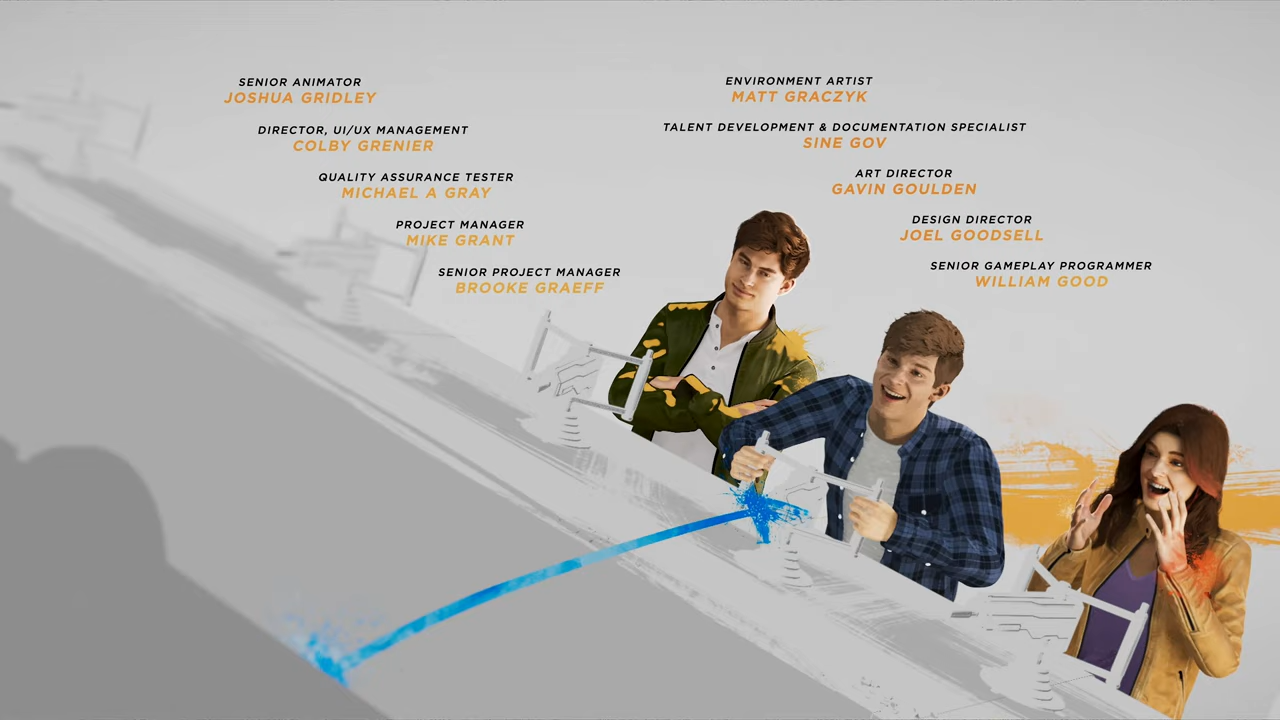 SENIOR ANIMATOR
JOSHUA GRIDLEY
DIRECTOR, UI/UX MANAGEMENT
COLBY GRENIER
QUALITY ASSURANCE TESTER
MICHAEL A GRAY
PROJECT MANAGER
MIKE GRANT
SENIOR PROJECT MANAGER
BROOKE GRAEFF
ENVIRONMENT ARTIST
MATT GRACZYK
TALENT DEVELOPMENT & DOCUMENTATION SPECIALIST
SINE GOV
ART DIRECTOR
GAVIN GOULDEN
DESIGN DIRECTOR
JOEL GOODSELL
SENIOR GAMEPLAY PROGRAMMER
WILLIAM GOOD